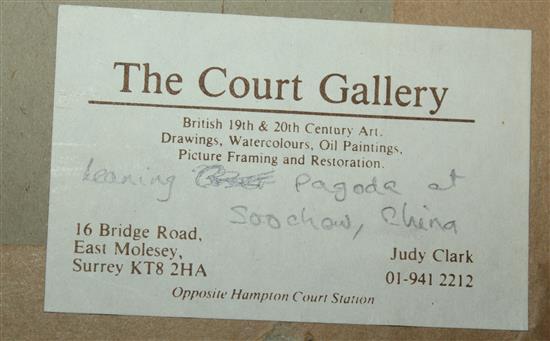 The Court Gallery
British 19th & 20th Century Art.
Drawings, Watercolours, Oil Paintings,
Picture Framing and Restoration.
Leaning Pagoda at
Soochow, China
16 Bridge Road,
East Molesey,
Surrey KT8 2HA
Judy Clark
01-941 2212
Opposite Hampton Court Station